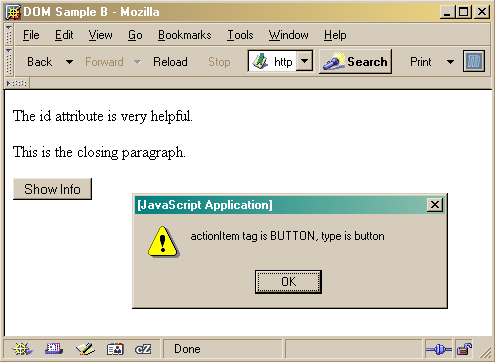 DOM Sample B - Mozilla
File Edit View Go Bookmarks Tools Window Help
Back Forward Reload Stop http Search Print
The id attribute is very helpful.
This is the closing paragraph.
Show Info
[JavaScript Application]
actionItem tag is BUTTON, type is button
OK
cZ Done